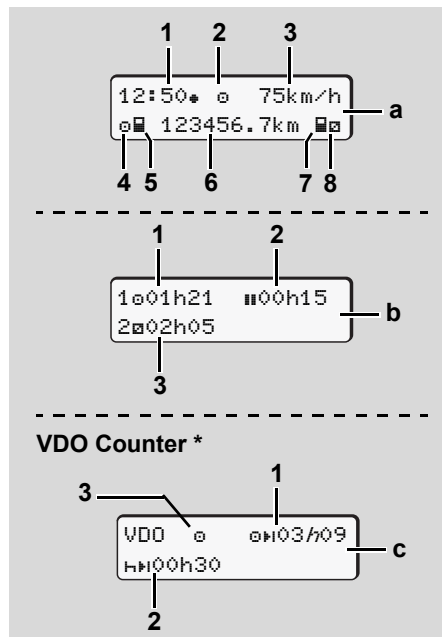 1 2 3
12:50● ⊙ 75km/h
a
⊙ 123456.7km
4 5 6 7 8
1 2
1⊙01h21 00h15
b
2⧄02h05
3
VDO Counter *
3 1
VDO ⊙ ⊙03h09
c
00h30
2